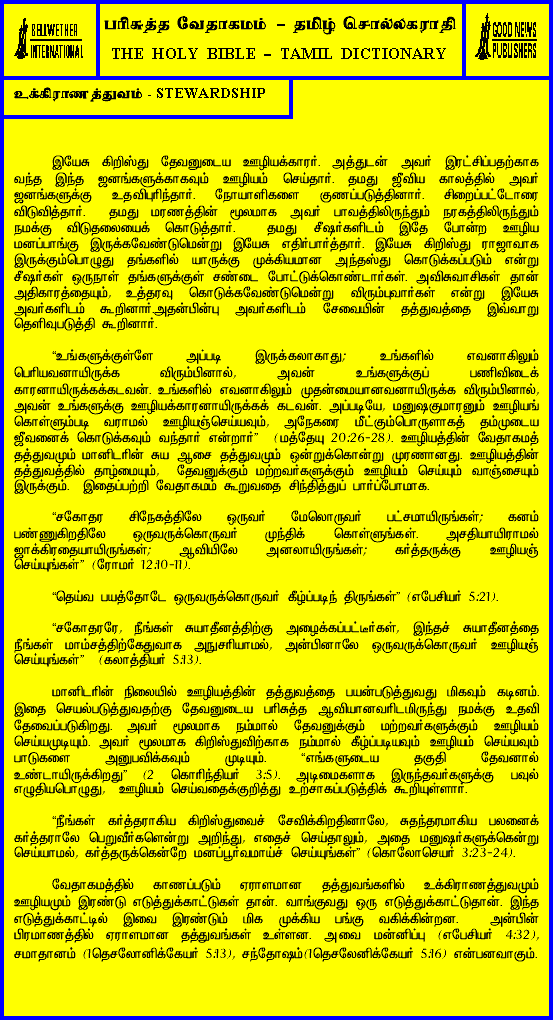 BELLWETHER
INTERNATIONAL
பரிசுத்த வேதாகமம் – தமிழ் சொல்லகராதி
THE HOLY BIBLE – TAMIL DICTIONARY
GOOD NEWS
PUBLISHERS
உக்கிராணத்துவம் - STEWARDSHIP
இயேசு கிறிஸ்து தேவனுடைய ஊழியக்காரர். அத்துடன் அவர் இரட்சிப்பதற்காக
வந்த இந்த ஜனங்களுக்காகவும் ஊழியம் செய்தார். தமது ஜீவிய காலத்தில் அவர்
ஜனங்களுக்கு உதவிபுரிந்தார். நோயாளிகளை குணப்படுத்தினார். சிறைப்பட்டோரை
விடுவித்தார். தமது மரணத்தின் மூலமாக அவர் பாவத்திலிருந்தும் நரகத்திலிருந்தும்
நமக்கு விடுதலையைக் கொடுத்தார். தமது சீஷர்களிடம் இதே போன்ற ஊழிய
மனப்பாங்கு இருக்கவேண்டுமென்று இயேசு எதிர்பார்த்தார். இயேசு கிறிஸ்து ராஜாவாக
இருக்கும்பொழுது தங்களில் யாருக்கு முக்கியமான அந்தஸ்து கொடுக்கப்படும் என்று
சீஷர்கள் ஒருநாள் தங்களுக்குள் சண்டை போட்டுக்கொண்டார்கள். அவிசுவாசிகள் தான்
அதிகாரத்தையும், உத்தரவு கொடுக்கவேண்டுமென்று விரும்புவார்கள் என்று இயேசு
அவர்களிடம் கூறினார்.அதன்பின்பு அவர்களிடம் சேவையின் தத்துவத்தை இவ்வாறு
தெளிவுபடுத்தி கூறினார்.
“உங்களுக்குள்ளே அப்படி இருக்கலாகாது; உங்களில் எவனாகிலும்
பெரியவனாயிருக்க விரும்பினால், அவன் உங்களுக்குப் பணிவிடைக்
காரனாயிருக்கக்கடவன். உங்களில் எவனாகிலும் முதன்மையானவனாயிருக்க விரும்பினால்,
அவன் உங்களுக்கு ஊழியக்காரனாயிருக்கக் கடவன். அப்படியே, மனுஷகுமாரனும் ஊழியங்
கொள்ளும்படி வராமல் ஊழியஞ்செய்யவும், அநேகரை மீட்கும்பொருளாகத் தம்முடைய
ஜீவனைக் கொடுக்கவும் வந்தார் என்றார்” (மத்தேயு 20:26-28). ஊழியத்தின் வேதாகமத்
தத்துவமும் மானிடரின் சுய ஆசை தத்துவமும் ஒன்றுக்கொன்று முரணானது. ஊழியத்தின்
தத்துவத்தில் தாழ்மையும், தேவனுக்கும் மற்றவர்களுக்கும் ஊழியம் செய்யும் வாஞ்சையும்
இருக்கும். இதைப்பற்றி வேதாகமம் கூறுவதை சிந்தித்துப் பார்ப்போமாக.
“சகோதர சிநேகத்திலே ஒருவர் மேலொருவர் பட்சமாயிருங்கள்; கனம்
பண்ணுகிறதிலே ஒருவருக்கொருவர் முந்திக் கொள்ளுங்கள். அசதியாயிராமல்
ஜாக்கிரதையாயிருங்கள்; ஆவியிலே அனலாயிருங்கள்; கர்த்தருக்கு ஊழியஞ்
செய்யுங்கள்” (ரோமர் 12:10-11).
“தெய்வ பயத்தோடே ஒருவருக்கொருவர் கீழ்ப்படிந் திருங்கள்” (எபேசியர் 5:21).
“சகோதரரே, நீங்கள் சுயாதீனத்திற்கு அழைக்கப்பட்டீர்கள், இந்தச் சுயாதீனத்தை
நீங்கள் மாம்சத்திற்கேதுவாக அநுசரியாமல், அன்பினாலே ஒருவருக்கொருவர் ஊழியஞ்
செய்யுங்கள்” (கலாத்தியர் 5:13).
மானிடரின் நிலையில் ஊழியத்தின் தத்துவத்தை பயன்படுத்துவது மிகவும் கடினம்.
இதை செயல்படுத்துவதற்கு தேவனுடைய பரிசுத்த ஆவியானவரிடமிருந்து நமக்கு உதவி
தேவைப்படுகிறது. அவர் மூலமாக நம்மால் தேவனுக்கும் மற்றவர்களுக்கும் ஊழியம்
செய்யமுடியும். அவர் மூலமாக கிறிஸ்துவிற்காக நம்மால் கீழ்ப்படியவும் ஊழியம் செய்யவும்
பாடுகளை அனுபவிக்கவும் முடியும். “எங்களுடைய தகுதி தேவனால்
உண்டாயிருக்கிறது” (2 கொரிந்தியர் 3:5). அடிமைகளாக இருந்தவர்களுக்கு பவுல்
எழுதியபொழுது, ஊழியம் செய்வதைக்குறித்து உற்சாகப்படுத்திக் கூறியுள்ளார்.
“நீங்கள் கர்த்தராகிய கிறிஸ்துவைச் சேவிக்கிறதினாலே, சுதந்தரமாகிய பலனைக்
கர்த்தராலே பெறுவீர்களென்று அறிந்து, எதைச் செய்தாலும், அதை மனுஷர்களுக்கென்று
செய்யாமல், கர்த்தருக்கென்றே மனப்பூர்வமாய்ச் செய்யுங்கள்” (கொலோசெயர் 3:23-24).
வேதாகமத்தில் காணப்படும் ஏராளமான தத்துவங்களில் உக்கிராணத்துவமும்
ஊழியமும் இரண்டு எடுத்துக்காட்டுகள் தான். வாங்குவது ஒரு எடுத்துக்காட்டுதான். இந்த
எடுத்துக்காட்டில் இவை இரண்டும் மிக முக்கிய பங்கு வகிக்கின்றன. அன்பின்
பிரமாணத்தில் ஏராளமான தத்துவங்கள் உள்ளன. அவை மன்னிப்பு (எபேசியர் 4:32),
சமாதானம் (1தெசலோனிக்கேயர் 5:13), சந்தோஷம்(1தெசலேனிக்கேயர் 5:16) என்பனவாகும்.